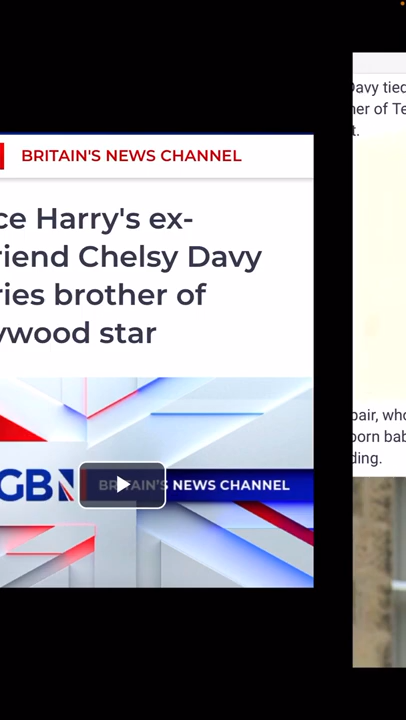 BRITAIN'S NEWS CHANNEL
ce Harry's ex-
riend Chelsy Davy
ries brother of
ywood star
GBN BRITAIN'S NEWS CHANNEL
Davy tied
her of Te
t.
pair, who
born bab
ding.